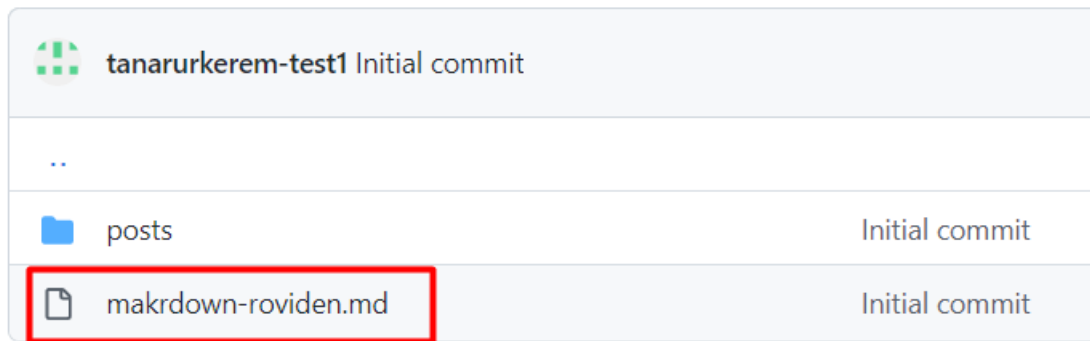 tanarurkerem-test1 Initial commit
..
posts Initial commit
makrdown-roviden.md Initial commit